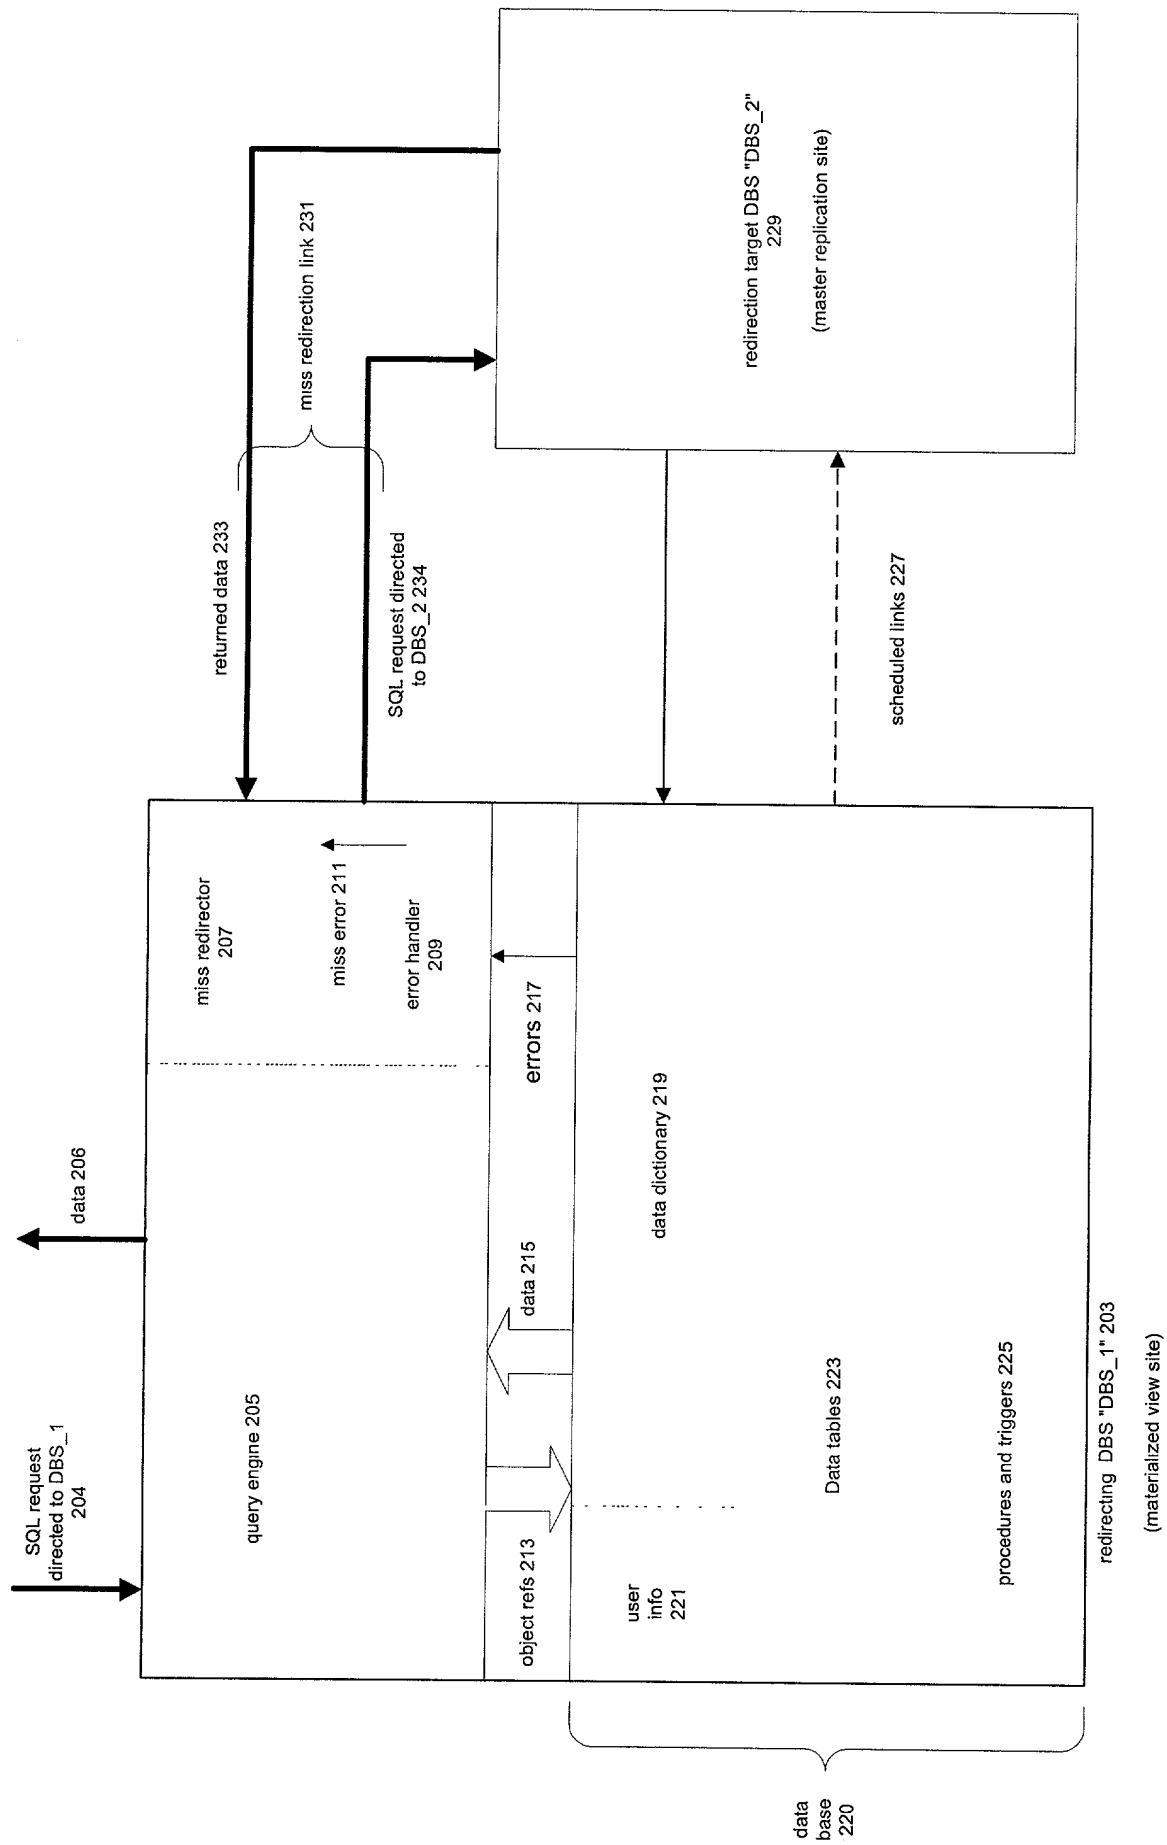 SQL request
directed to DBS_1
204
data 206
query engine 205
miss redirector
207
miss error 211
error handler
209
object refs 213
data 215
errors 217
user
info
221
data dictionary 219
Data tables 223
procedures and triggers 225
data
base
220
redirecting DBS "DBS_1" 203
(materialized view site)
returned data 233
miss redirection link 231
SQL request directed
to DBS_2 234
scheduled links 227
redirection target DBS "DBS_2"
229
(master replication site)